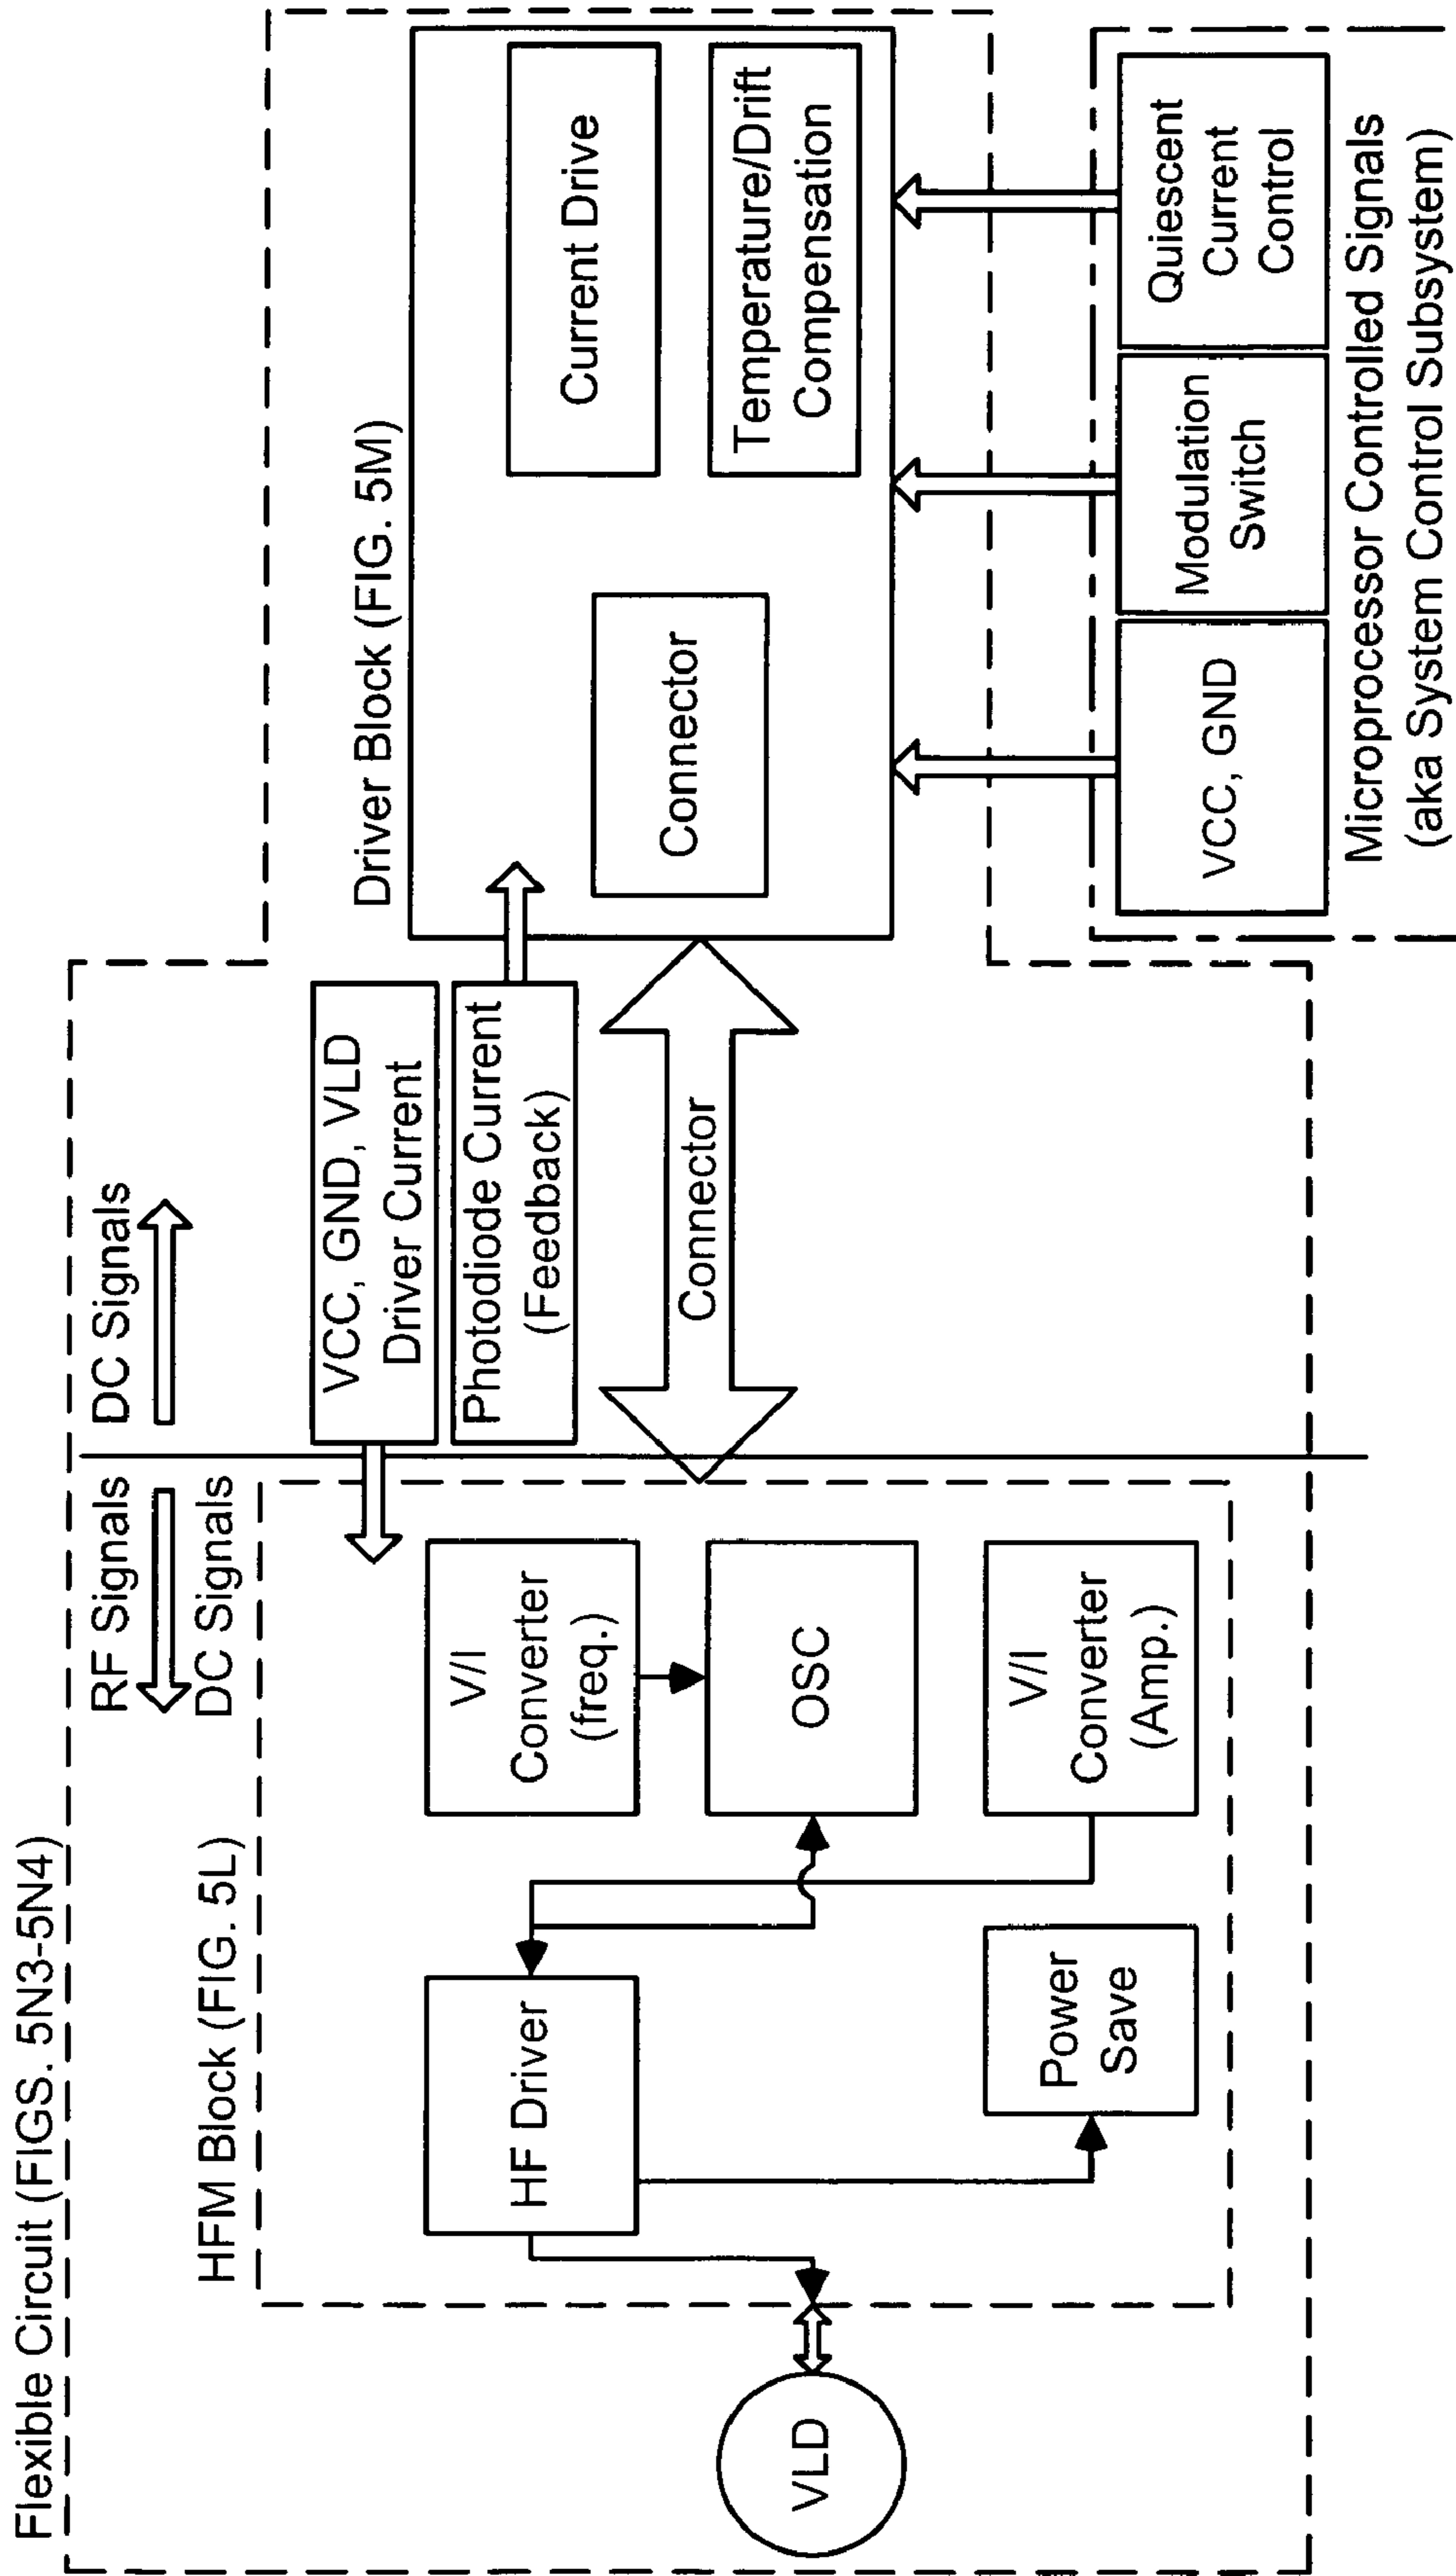 Flexible Circuit (FIGS. 5N3-5N4)
RF Signals
DC Signals
DC Signals
HFM Block (FIG. 5L)
VCC, GND, VLD
Driver Current
Photodiode Current
(Feedback)
Driver Block (FIG. 5M)
Current Drive
Temperature/Drift
Compensation
Connector
Connector
V/I
Converter
(freq.)
OSC
V/I
Converter
(Amp.)
HF Driver
Power
Save
VLD
VCC, GND
Modulation
Switch
Quiescent
Current
Control
Microprocessor Controlled Signals
(aka System Control Subsystem)